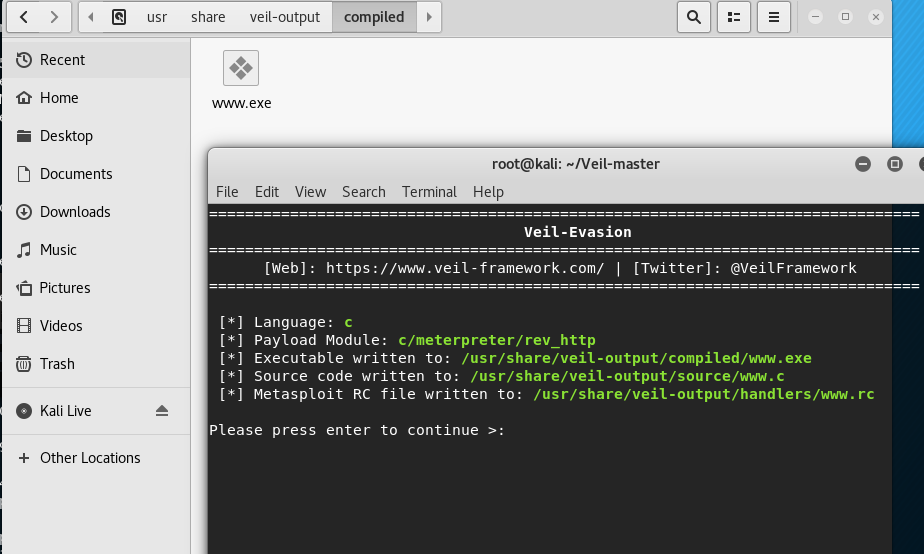 usr share veil-output compiled
Recent
Home
Desktop
Documents
Downloads
Music
Pictures
Videos
Trash
Kali Live
Other Locations
www.exe
root@kali: ~/Veil-master
File Edit View Search Terminal Help
===============================================================================
Veil-Evasion
===============================================================================
[Web]: https://www.veil-framework.com/ | [Twitter]: @VeilFramework
===============================================================================
[*] Language: c
[*] Payload Module: c/meterpreter/rev_http
[*] Executable written to: /usr/share/veil-output/compiled/www.exe
[*] Source code written to: /usr/share/veil-output/source/www.c
[*] Metasploit RC file written to: /usr/share/veil-output/handlers/www.rc
Please press enter to continue >: